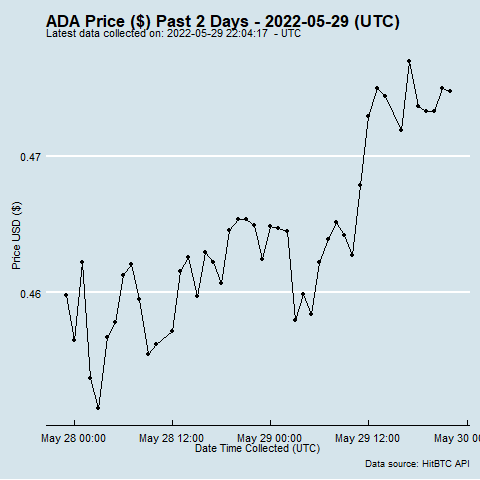 ADA Price ($) Past 2 Days - 2022-05-29 (UTC)
Latest data collected on: 2022-05-29 22:04:17  - UTC
0.47
Price USD ($)
0.46
May 28 00:00 May 28 12:00 May 29 00:00 May 29 12:00 May 30 00
Date Time Collected (UTC)
Data source: HitBTC API